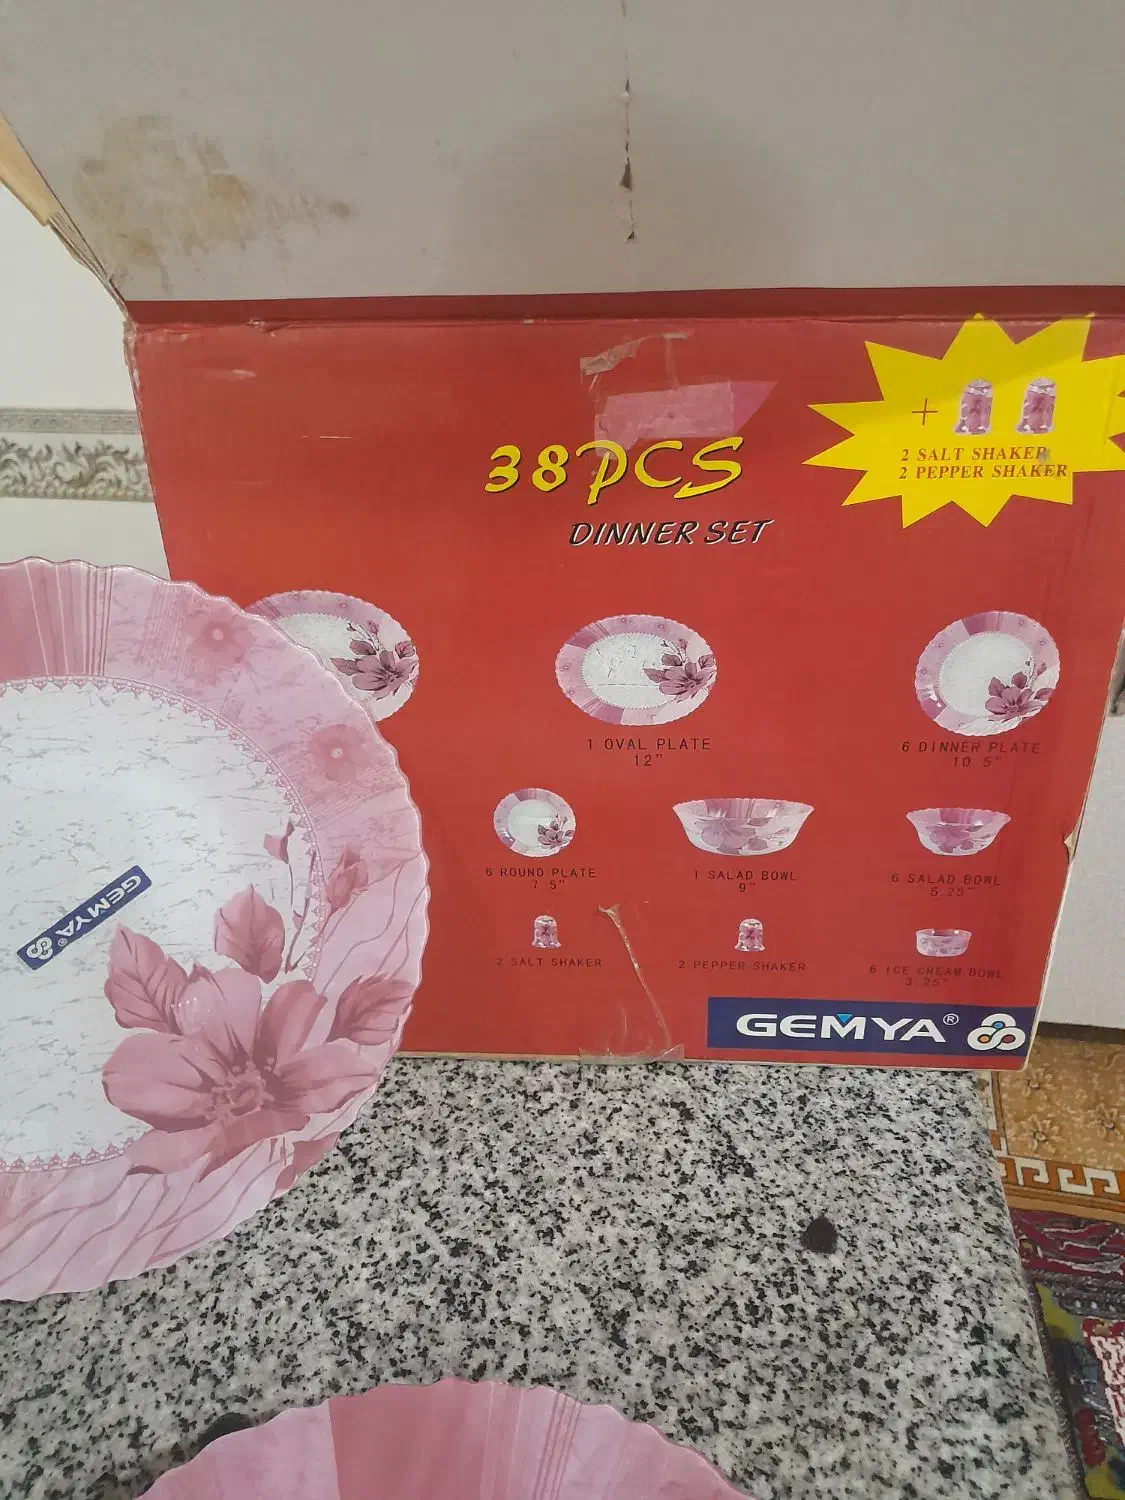 +
2 SALT SHAKER
2 PEPPER SHAKER
38PCS
DINNER SET
1 OVAL PLATE
12"
6 DINNER PLATE
10 5"
6 ROUND PLATE
7 5"
1 SALAD BOWL
9"
6 SALAD BOWL
5.25"
2 SALT SHAKER
2 PEPPER SHAKER
6 ICE CREAM BOWL
3.25"
GEMYA®
GEMYA®